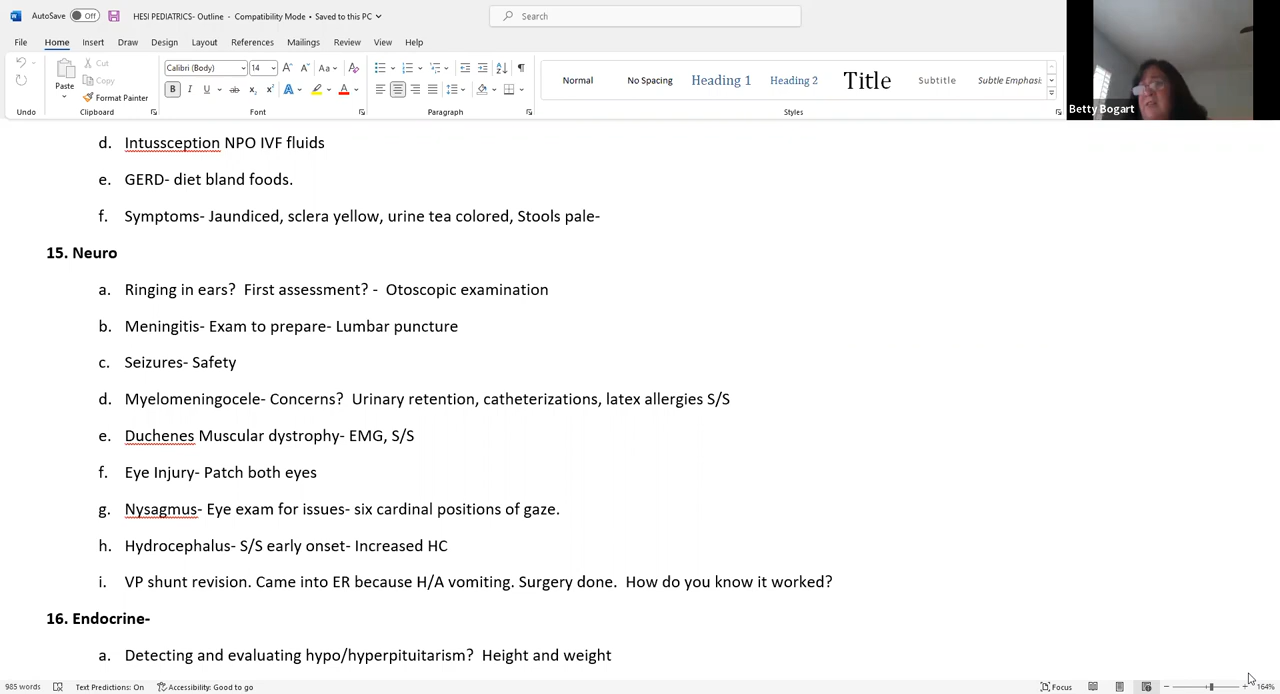 AutoSave Off HESI PEDIATRICS- Outline - Compatibility Mode • Saved to this PC Search
File Home Insert Draw Design Layout References Mailings Review View Help
Paste Cut Copy Format Painter
Calibri (Body) 14
Normal No Spacing Heading 1 Heading 2 Title Subtitle Subtle Emphasi
Undo Clipboard Font Paragraph Styles
Betty Bogart
d. Intussception NPO IVF fluids
e. GERD- diet bland foods.
f. Symptoms- Jaundiced, sclera yellow, urine tea colored, Stools pale-
15. Neuro
a. Ringing in ears? First assessment? - Otoscopic examination
b. Meningitis- Exam to prepare- Lumbar puncture
c. Seizures- Safety
d. Myelomeningocele- Concerns? Urinary retention, catheterizations, latex allergies S/S
e. Duchenes Muscular dystrophy- EMG, S/S
f. Eye Injury- Patch both eyes
g. Nysagmus- Eye exam for issues- six cardinal positions of gaze.
h. Hydrocephalus- S/S early onset- Increased HC
i. VP shunt revision. Came into ER because H/A vomiting. Surgery done. How do you know it worked?
16. Endocrine-
a. Detecting and evaluating hypo/hyperpituitarism? Height and weight
985 words Text Predictions: On Accessibility: Good to go Focus 164%